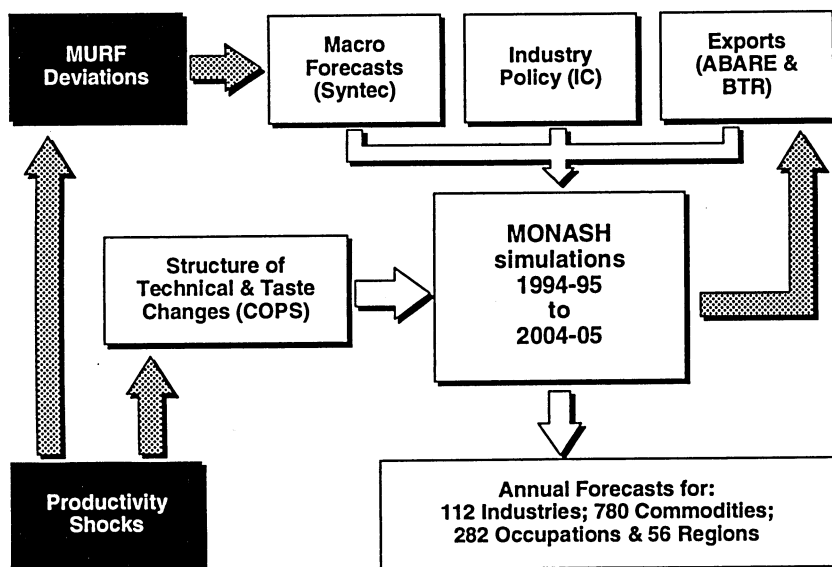 MURF
Deviations
Macro
Forecasts
(Syntec)
Industry
Policy (IC)
Exports
(ABARE &
BTR)
Structure of
Technical & Taste
Changes (COPS)
MONASH
simulations
1994-95
to
2004-05
Productivity
Shocks
Annual Forecasts for:
112 Industries; 780 Commodities;
282 Occupations & 56 Regions